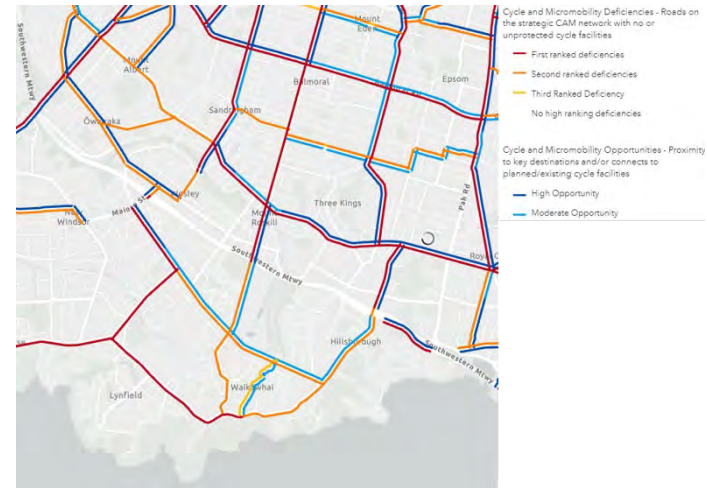 Cycle and Micromobility Deficiencies - Roads on
the strategic CAM network with no or
unprotected cycle facilities
First ranked deficiencies
Second ranked deficiencies
Third Ranked Deficiency
No high ranking deficiencies
Cycle and Micromobility Opportunities - Proximity
to key destinations and/or connects to
planned/existing cycle facilities
High Opportunity
Moderate Opportunity
Mount
Eden
Southwestern Mtwy
Mount
Albert
Balmoral
Epsom
Sandringham
Ōwairaka
Pah Rd
Three Kings
Maioro St
Windsor
Mount
Roskill
Southwestern Mtwy
Hillsborough
Southwestern Mtwy
Waikōwhai
Lynfield